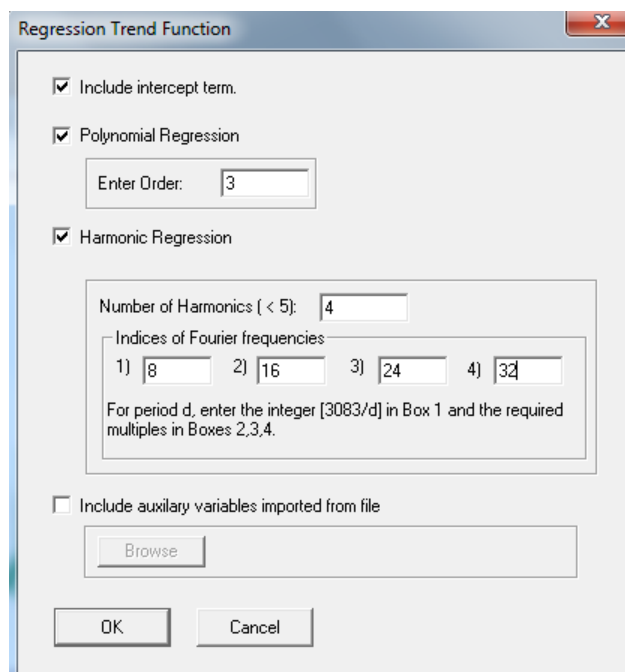 Regression Trend Function
Include intercept term.
Polynomial Regression
Enter Order: 3
Harmonic Regression
Number of Harmonics ( < 5): 4
Indices of Fourier frequencies
1) 8 2) 16 3) 24 4) 32
For period d, enter the integer [3083/d] in Box 1 and the required
multiples in Boxes 2,3,4.
Include auxilary variables imported from file
Browse
OK Cancel